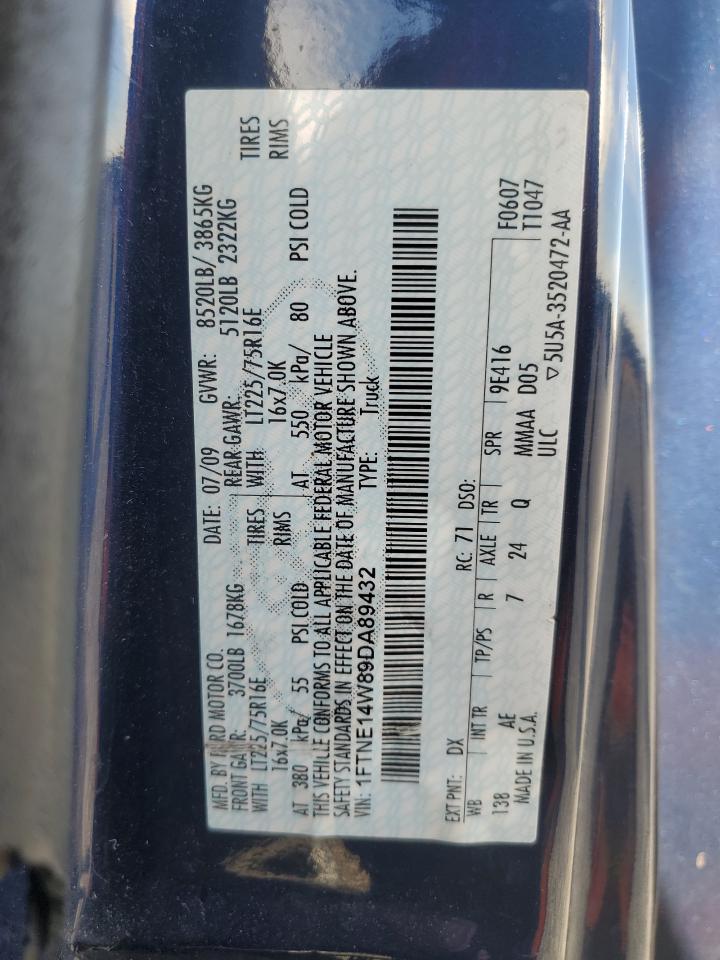 MFD. BY FORD MOTOR CO. DATE: 07/09 GVWR: 8520LB/ 3865KG
FRONT GAWR: 3700LB 1678KG REAR GAWR: 5120LB 2322KG
WITH LT225/75R16E TIRES WITH LT225/75R16E TIRES
16x7.0K RIMS 16x7.0K RIMS
AT 380 kPa/ 55 PSI COLD AT 550 kPa/ 80 PSI COLD
THIS VEHICLE CONFORMS TO ALL APPLICABLE FEDERAL MOTOR VEHICLE
SAFETY STANDARDS IN EFFECT ON THE DATE OF MANUFACTURE SHOWN ABOVE.
VIN: 1FTNE14W89DA89432 TYPE: Truck
EXT PNT: DX RC: 71 DSO:
WB INT TR TP/PS R AXLE TR SPR 9E416 F0607
138 AE 7 24 Q MMAA D05 T1047
MADE IN U.S.A. ULC ▽ 5U5A-3520472-AA